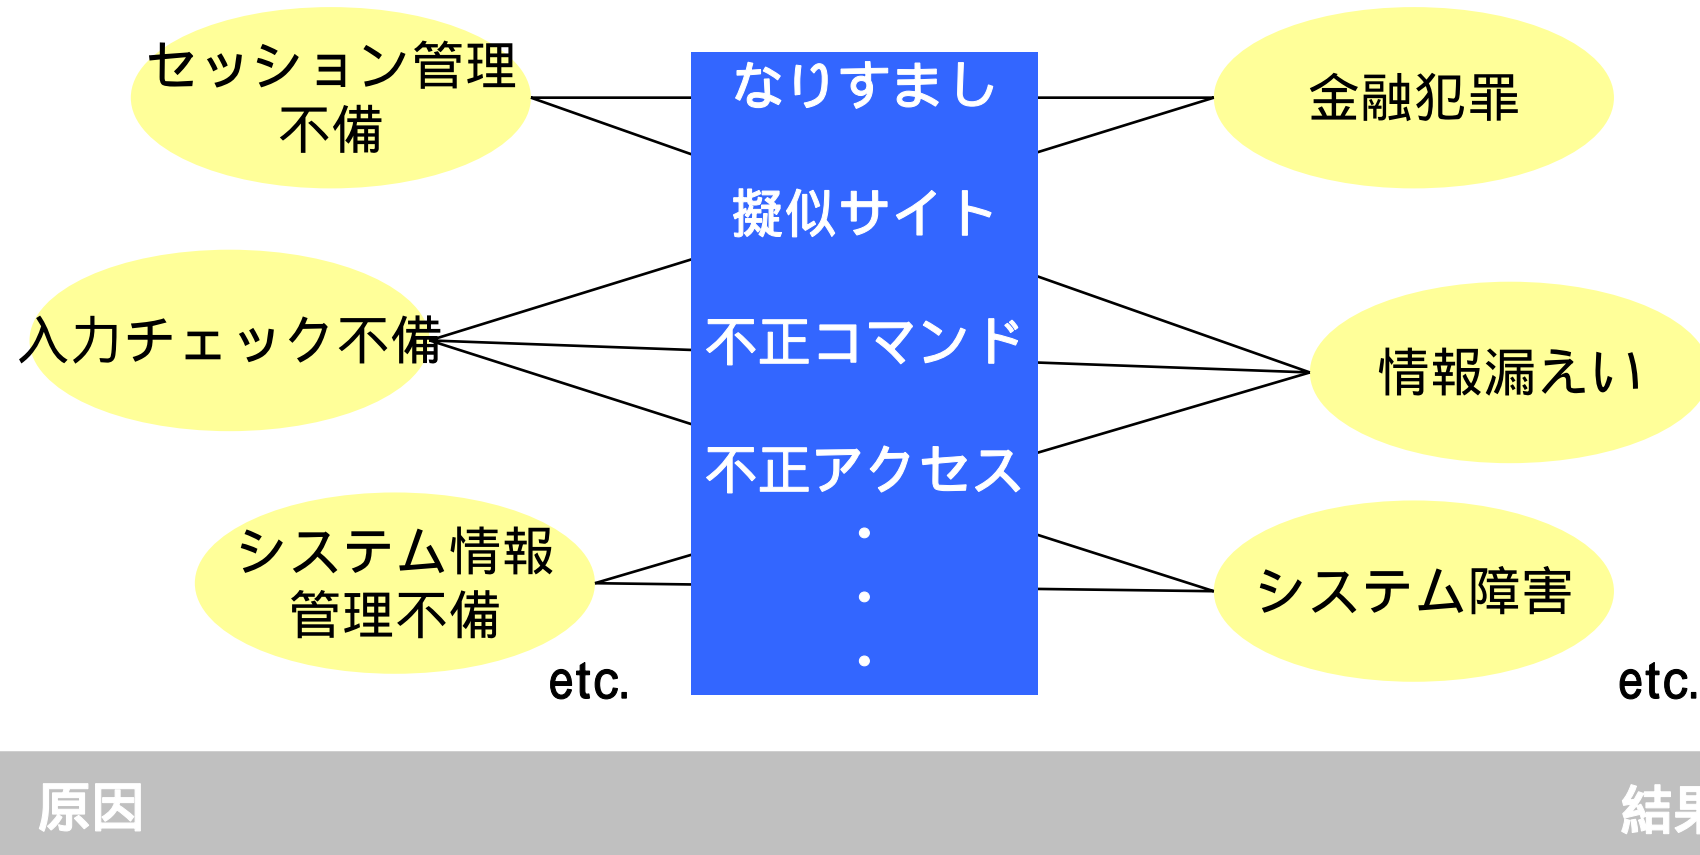 セッション管理
不備
入力チェック不備
システム情報
管理不備
etc.
なりすまし
擬似サイト
不正コマンド
不正アクセス
・
・
・
金融犯罪
情報漏えい
システム障害
etc.
原因
結果